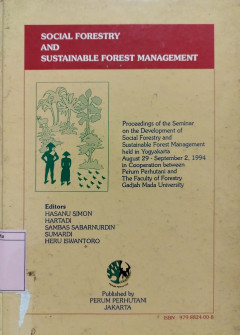 SOCIAL FORESTRY
AND
SUSTAINABLE FOREST MANAGEMENT
Proceedings of the Seminar
on the Development of
Social Forestry and
Sustainable Forest Management
held in Yogyakarta
August 29 - September 2, 1994
in Cooperation between
Perum Perhutani and
The Faculty of Forestry
Gadjah Mada University
Editors
HASANU SIMON
HARTADI
SAMBAS SABARNURDIN
SUMARDI
HERU ISWANTORO
Published by
PERUM PERHUTANI
JAKARTA